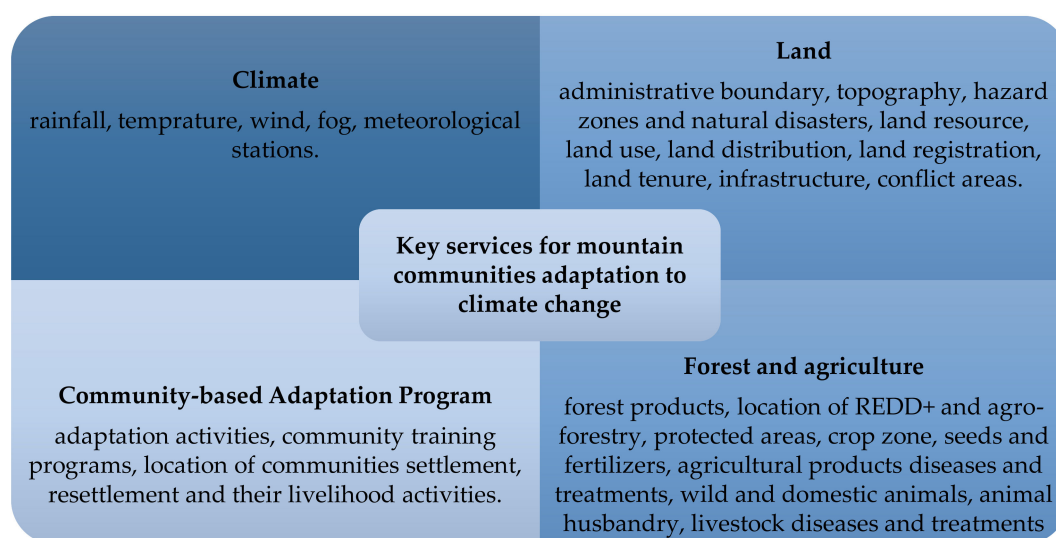 Climate
rainfall, temprature, wind, fog, meteorological
stations.
Land
administrative boundary, topography, hazard
zones and natural disasters, land resource,
land use, land distribution, land registration,
land tenure, infrastructure, conflict areas.
Key services for mountain
communities adaptation to
climate change
Community-based Adaptation Program
adaptation activities, community training
programs, location of communities settlement,
resettlement and their livelihood activities.
Forest and agriculture
forest products, location of REDD+ and agro-
forestry, protected areas, crop zone, seeds and
fertilizers, agricultural products diseases and
treatments, wild and domestic animals, animal
husbandry, livestock diseases and treatments